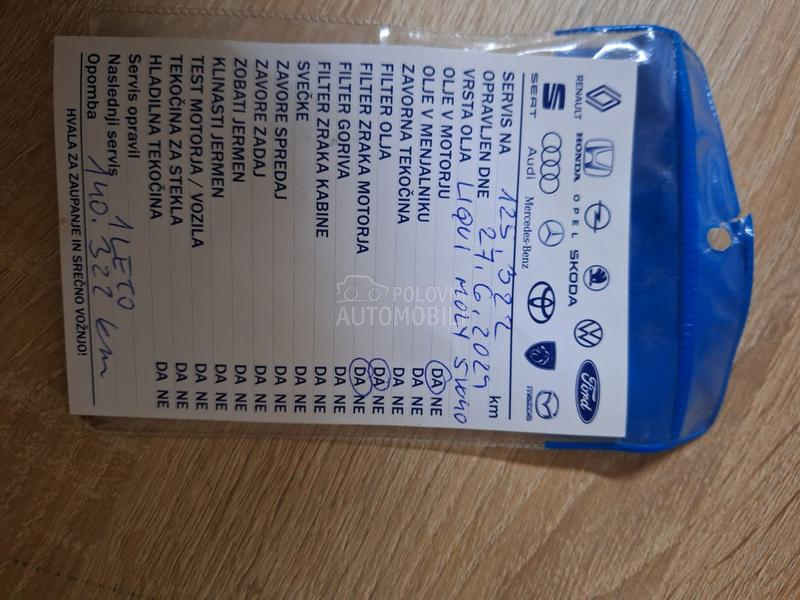 RENAULT HONDA OPEL ŠKODA Ford
SEAT Audi Mercedes-Benz mazda
SERVIS NA 125.322 km
OPRAVLJEN DNE 27.6.2024
VRSTA OLJA LIQUI MOLY 5W40
OLJE V MOTORJU DA NE
OLJE V MENJALNIKU DA NE
ZAVORNA TEKOČINA DA NE
FILTER OLJA DA NE
FILTER ZRAKA MOTORJA DA NE
FILTER GORIVA DA NE
FILTER ZRAKA KABINE DA NE
SVEČKE DA NE
ZAVORE SPREDAJ DA NE
ZAVORE ZADAJ DA NE
ZOBATI JERMEN DA NE
KLINASTI JERMEN DA NE
TEST MOTORJA / VOZILA DA NE
TEKOČINA ZA STEKLA DA NE
HLADILNA TEKOČINA DA NE
Servis opravil
Naslednji servis 1 LETO
Opomba 140.322 km
HVALA ZA ZAUPANJE IN SREČNO VOŽNJO!
POLOVNI
AUTOMOBILI